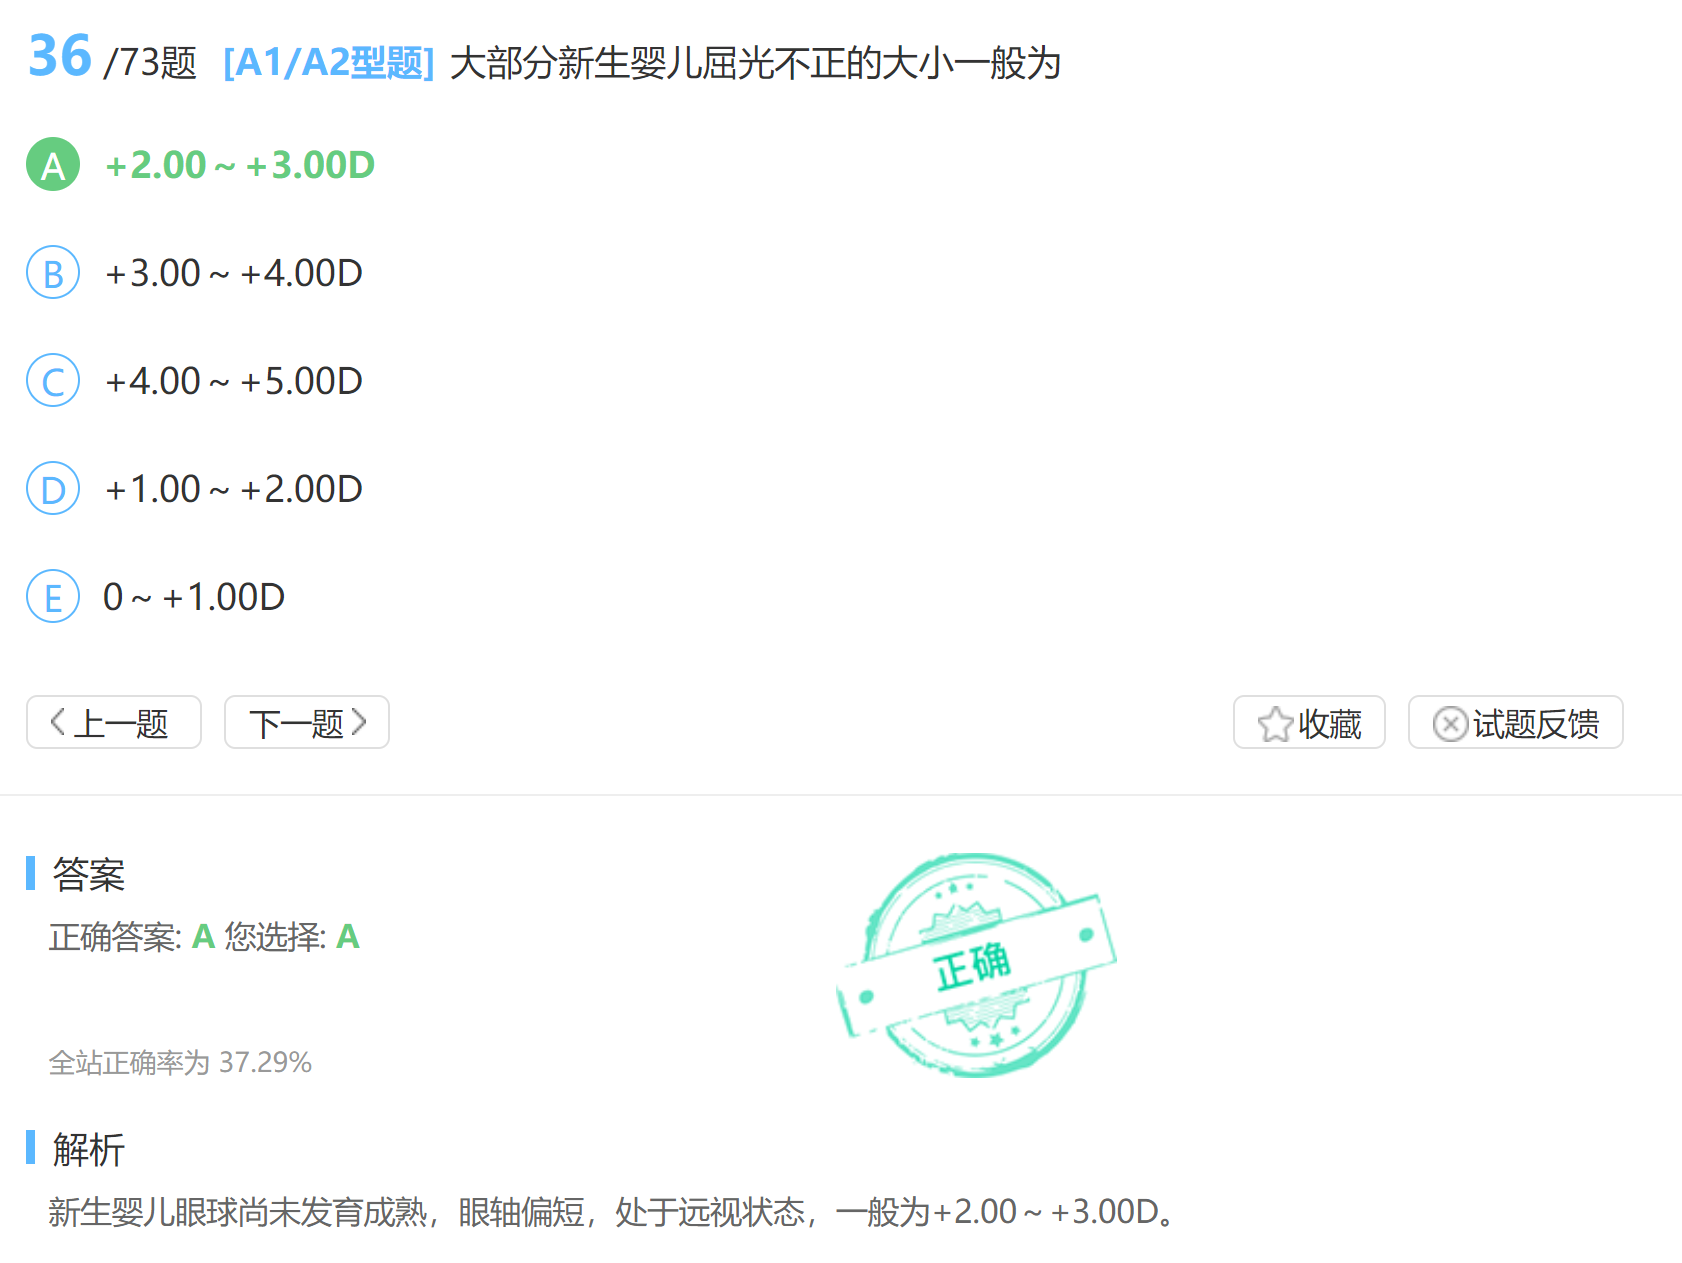 36 /73题 [A1/A2型题] 大部分新生婴儿屈光不正的大小一般为
A +2.00～+3.00D
B +3.00～+4.00D
C +4.00～+5.00D
D +1.00～+2.00D
E 0～+1.00D
上一题 下一题 收藏 试题反馈
答案
正确答案: A 您选择: A
正确
全站正确率为 37.29%
解析
新生婴儿眼球尚未发育成熟，眼轴偏短，处于远视状态，一般为+2.00～+3.00D。